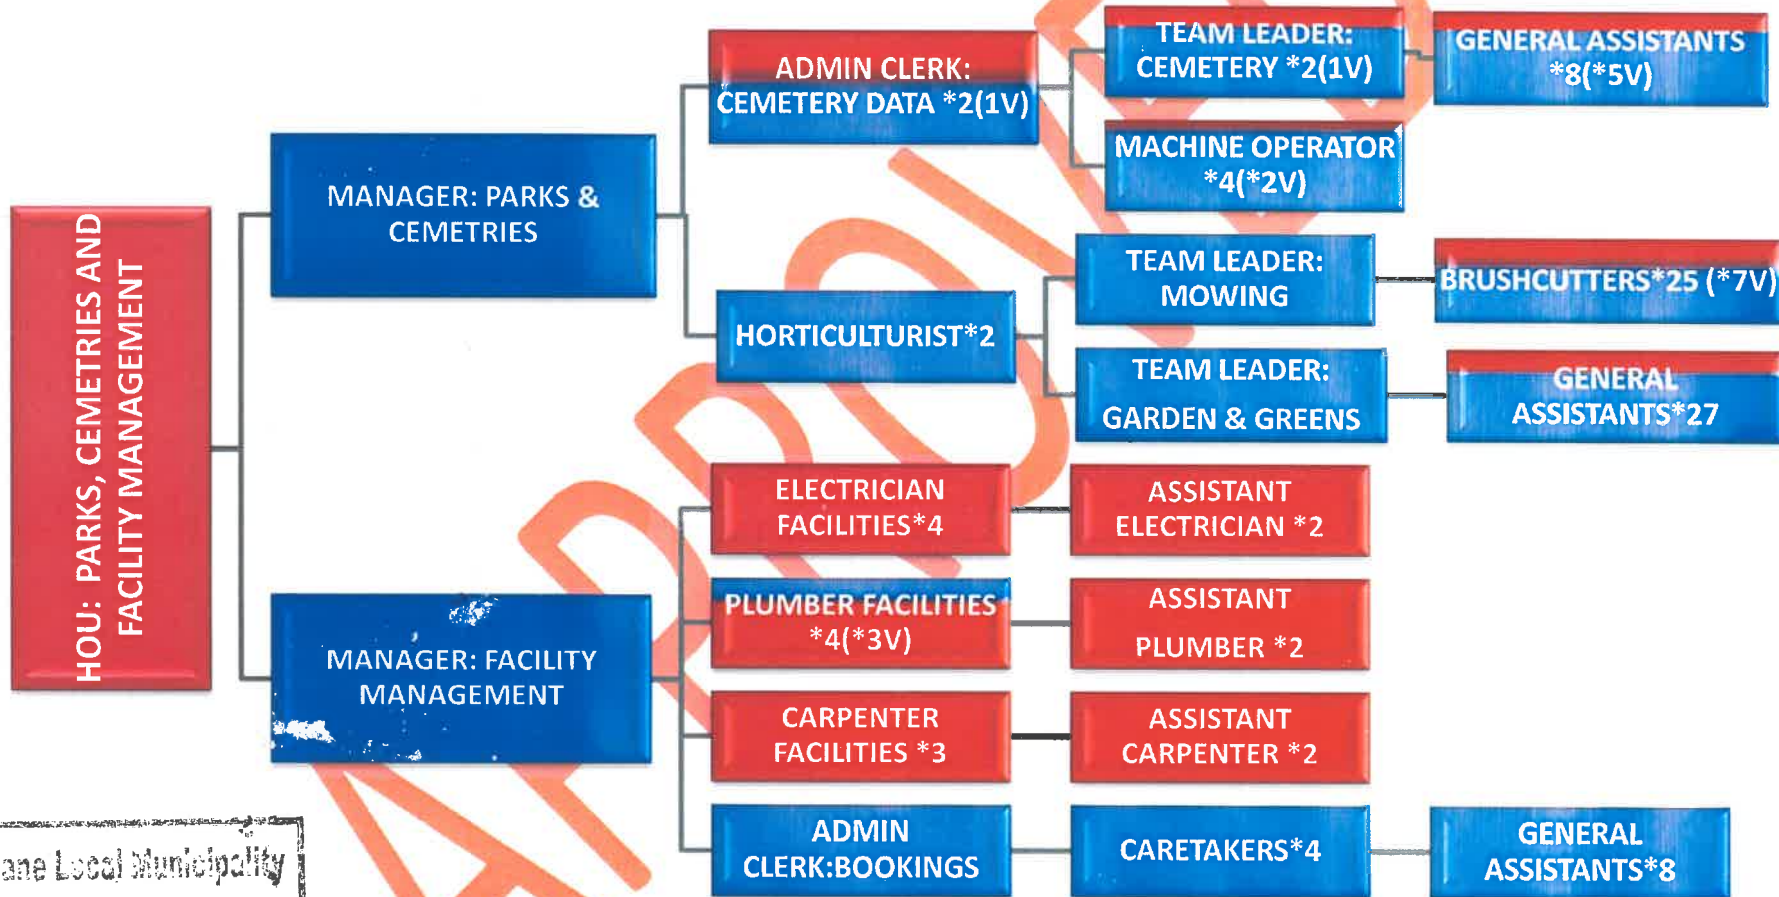 HOU: PARKS, CEMETRIES AND
FACILITY MANAGEMENT
MANAGER: PARKS &
CEMETRIES
ADMIN CLERK:
CEMETERY DATA *2(1V)
TEAM LEADER:
CEMETERY *2(1V)
GENERAL ASSISTANTS
*8(*5V)
MACHINE OPERATOR
*4(*2V)
HORTICULTURIST*2
TEAM LEADER:
MOWING
BRUSHCUTTERS*25 (*7V)
TEAM LEADER:
GARDEN & GREENS
GENERAL
ASSISTANTS*27
MANAGER: FACILITY
MANAGEMENT
ELECTRICIAN
FACILITIES*4
ASSISTANT
ELECTRICIAN *2
PLUMBER FACILITIES
*4(*3V)
ASSISTANT
PLUMBER *2
CARPENTER
FACILITIES *3
ASSISTANT
CARPENTER *2
ADMIN
CLERK:BOOKINGS
CARETAKERS*4
GENERAL
ASSISTANTS*8
APPROVED
ane Local Municipality